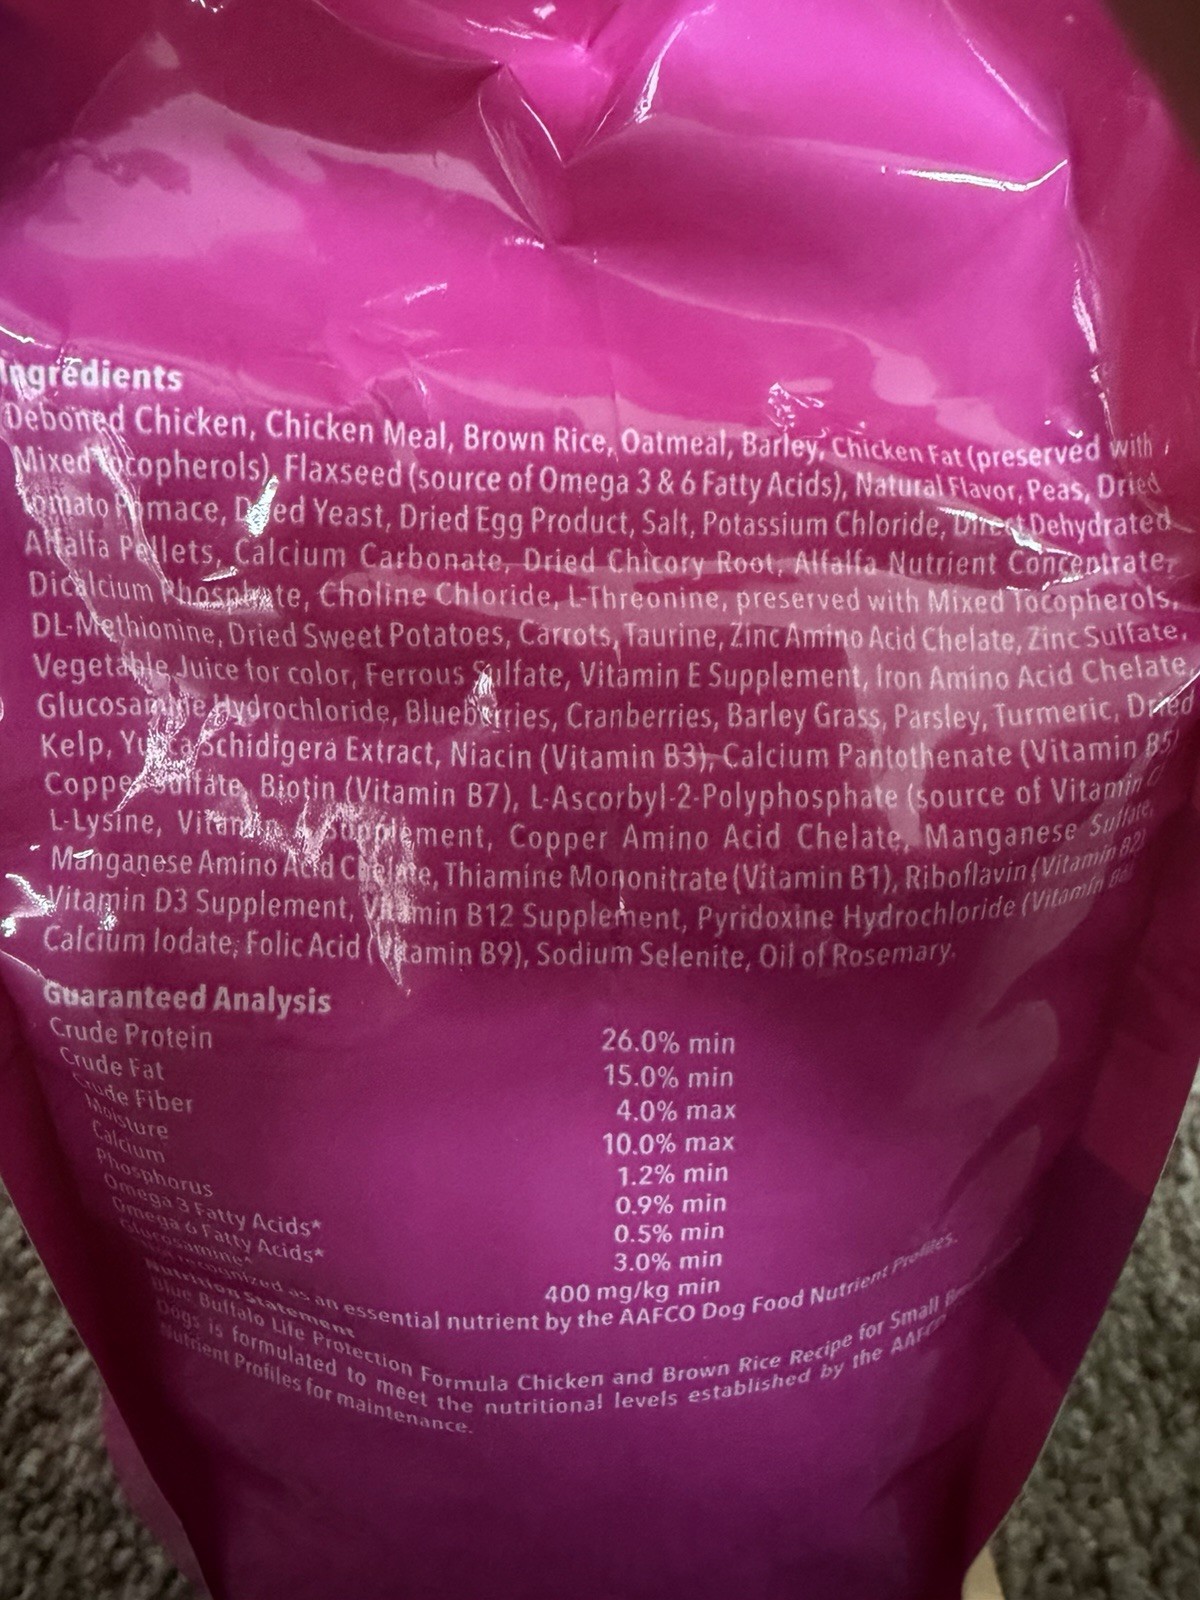 Ingredients
Deboned Chicken, Chicken Meal, Brown Rice, Oatmeal, Barley, Chicken Fat (preserved with
Mixed Tocopherols), Flaxseed (source of Omega 3 & 6 Fatty Acids), Natural Flavor, Peas, Dried
Tomato Pomace, Dried Yeast, Dried Egg Product, Salt, Potassium Chloride, Direct Dehydrated
Alfalfa Pellets, Calcium Carbonate, Dried Chicory Root, Alfalfa Nutrient Concentrate,
Dicalcium Phosphate, Choline Chloride, L-Threonine, preserved with Mixed Tocopherols,
DL-Methionine, Dried Sweet Potatoes, Carrots, Taurine, Zinc Amino Acid Chelate, Zinc Sulfate,
Vegetable Juice for color, Ferrous Sulfate, Vitamin E Supplement, Iron Amino Acid Chelate,
Glucosamine Hydrochloride, Blueberries, Cranberries, Barley Grass, Parsley, Turmeric, Dried
Kelp, Yucca Schidigera Extract, Niacin (Vitamin B3), Calcium Pantothenate (Vitamin B5),
Copper Sulfate, Biotin (Vitamin B7), L-Ascorbyl-2-Polyphosphate (source of Vitamin C),
L-Lysine, Vitamin Supplement, Copper Amino Acid Chelate, Manganese Sulfate,
Manganese Amino Acid Chelate, Thiamine Mononitrate (Vitamin B1), Riboflavin (Vitamin B2),
Vitamin D3 Supplement, Vitamin B12 Supplement, Pyridoxine Hydrochloride (Vitamin B6),
Calcium Iodate, Folic Acid (Vitamin B9), Sodium Selenite, Oil of Rosemary.
Guaranteed Analysis
Crude Protein 26.0% min
Crude Fat 15.0% min
Crude Fiber 4.0% max
Moisture 10.0% max
Calcium 1.2% min
Phosphorus 0.9% min
Omega 3 Fatty Acids* 0.5% min
Omega 6 Fatty Acids* 3.0% min
Glucosamine* 400 mg/kg min
recognized as an essential nutrient by the AAFCO Dog Food Nutrient Profiles.
Nutrition Statement
Blue Buffalo Life Protection Formula Chicken and Brown Rice Recipe for Small
Dogs is formulated to meet the nutritional levels established by the AAFCO
Nutrient Profiles for maintenance.